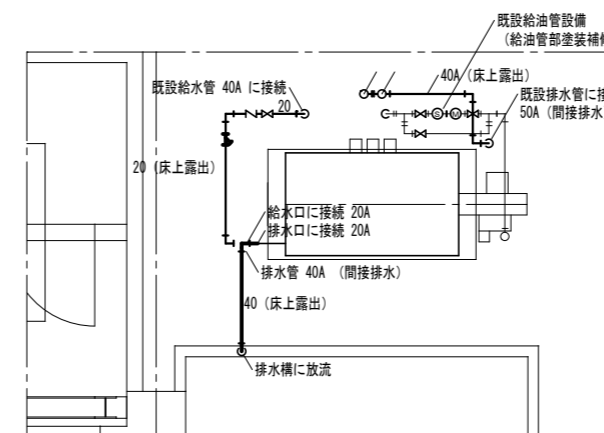 既設給油管設備
（給油管部塗装補修
40A（床上露出）
既設給水管 40A に接続
20
既設排水管に接
50A（間接排水
S
M
20（床上露出）
給水口に接続 20A
排水口に接続 20A
排水管 40A （間接排水）
40（床上露出）
排水構に放流